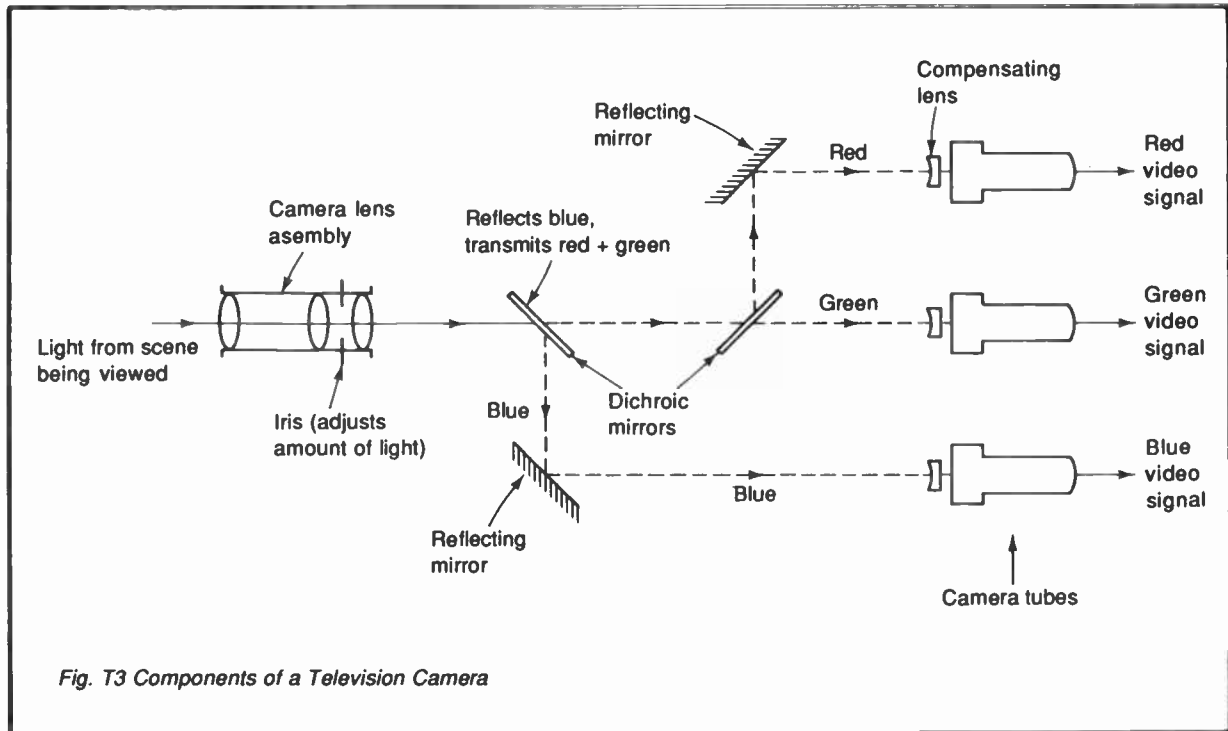 Compensating
lens
Reflecting
mirror
Red
Red
video
signal
Camera lens
asembly
Reflects blue,
transmits red + green
Green
Green
video
signal
Light from scene
being viewed
Iris (adjusts
amount of light)
Blue
Dichroic
mirrors
Blue
Blue
video
signal
Reflecting
mirror
Camera tubes
Fig. T3 Components of a Television Camera